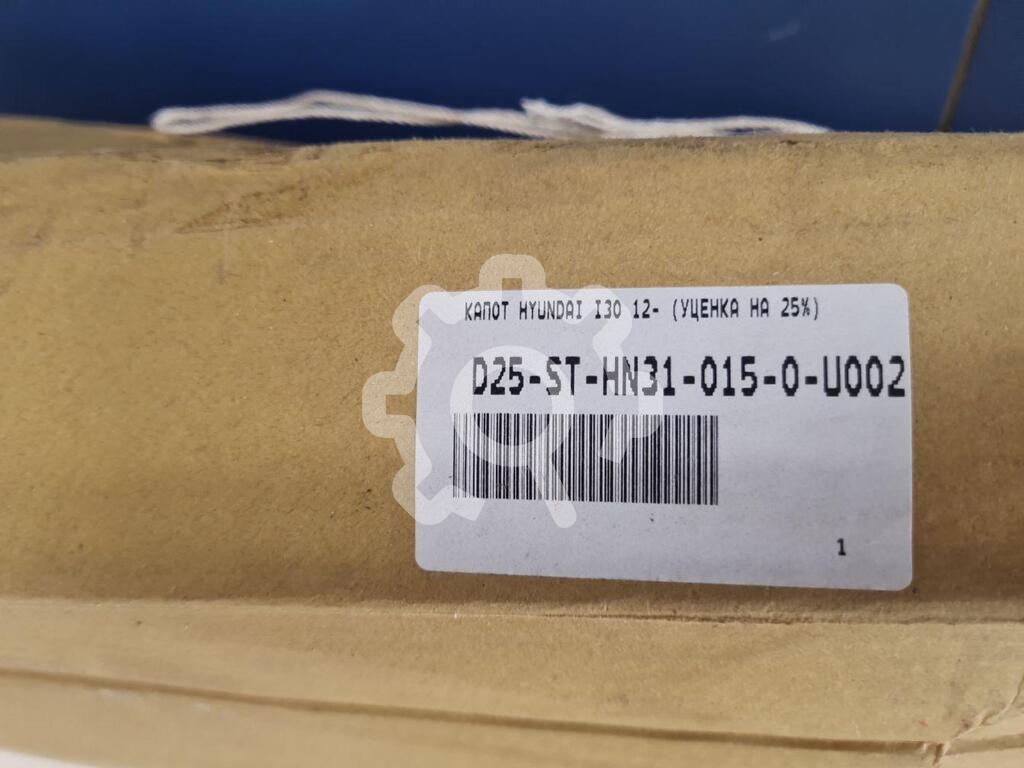 КАПОТ HYUNDAI I30 12- (УЦЕНКА НА 25%)
D25-ST-HN31-015-0-U002
1